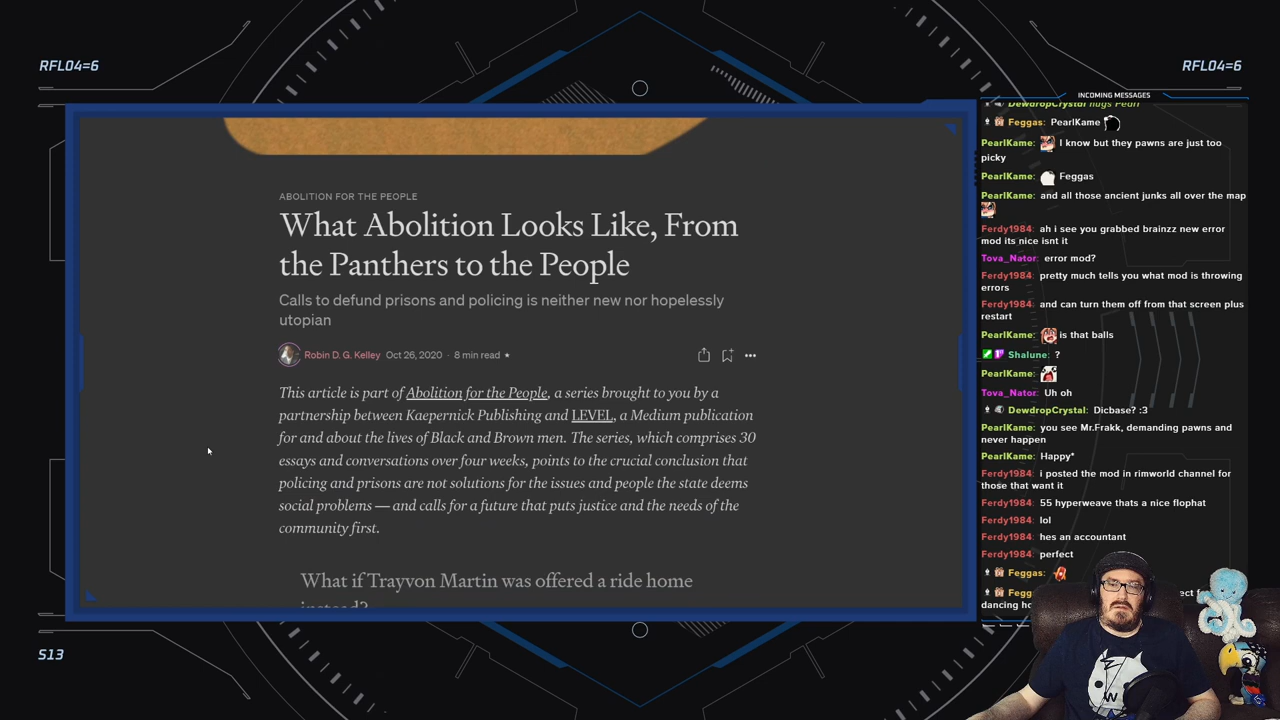 RFL04=6
RFL04=6
INCOMING MESSAGES
DewdropCrystal hugs Pearl
Feggas: PearlKame
PearlKame: I know but they pawns are just too
picky
PearlKame: Feggas
PearlKame: and all those ancient junks all over the map
Ferdy1984: ah i see you grabbed brainzz new error
mod its nice isnt it
Tova_Nator: error mod?
Ferdy1984: pretty much tells you what mod is throwing
errors
Ferdy1984: and can turn them off from that screen plus
restart
PearlKame: is that balls
Shalune: ?
PearlKame:
Tova_Nator: Uh oh
DewdropCrystal: Dicbase? :3
PearlKame: you see Mr.Frakk, demanding pawns and
never happen
PearlKame: Happy*
Ferdy1984: i posted the mod in rimworld channel for
those that want it
Ferdy1984: 55 hyperweave thats a nice flophat
Ferdy1984: lol
Ferdy1984: hes an accountant
Ferdy1984: perfect
Feggas:
dancing
ABOLITION FOR THE PEOPLE
What Abolition Looks Like, From
the Panthers to the People
Calls to defund prisons and policing is neither new nor hopelessly
utopian
Robin D. G. Kelley Oct 26, 2020 · 8 min read ★
This article is part of Abolition for the People, a series brought to you by a
partnership between Kaepernick Publishing and LEVEL, a Medium publication
for and about the lives of Black and Brown men. The series, which comprises 30
essays and conversations over four weeks, points to the crucial conclusion that
policing and prisons are not solutions for the issues and people the state deems
social problems — and calls for a future that puts justice and the needs of the
community first.
What if Trayvon Martin was offered a ride home
instead?
S13
W